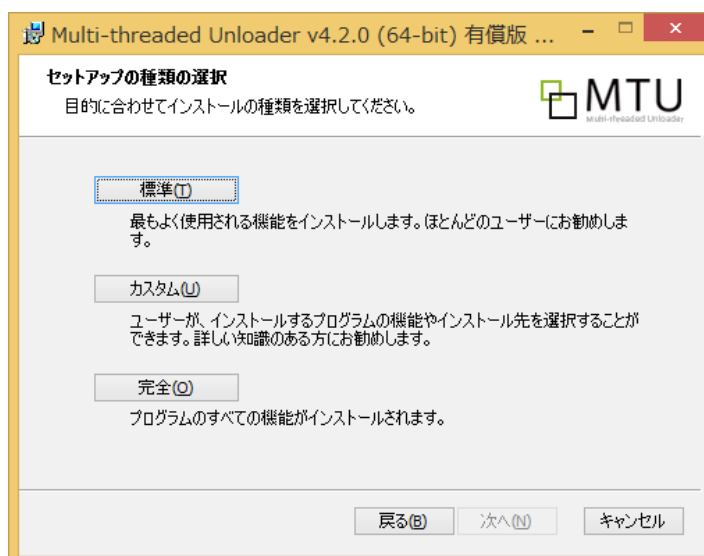 Multi-threaded Unloader v4.2.0 (64-bit) 有償版 ...
セットアップの種類の選択
目的に合わせてインストールの種類を選択してください。
MTU
Multi-threaded Unloader
標準(T)
最もよく使用される機能をインストールします。ほとんどのユーザーにお勧めしま
す。
カスタム(U)
ユーザーが、インストールするプログラムの機能やインストール先を選択することが
できます。詳しい知識のある方にお勧めします。
完全(O)
プログラムのすべての機能がインストールされます。
戻る(B) 次へ(N) キャンセル